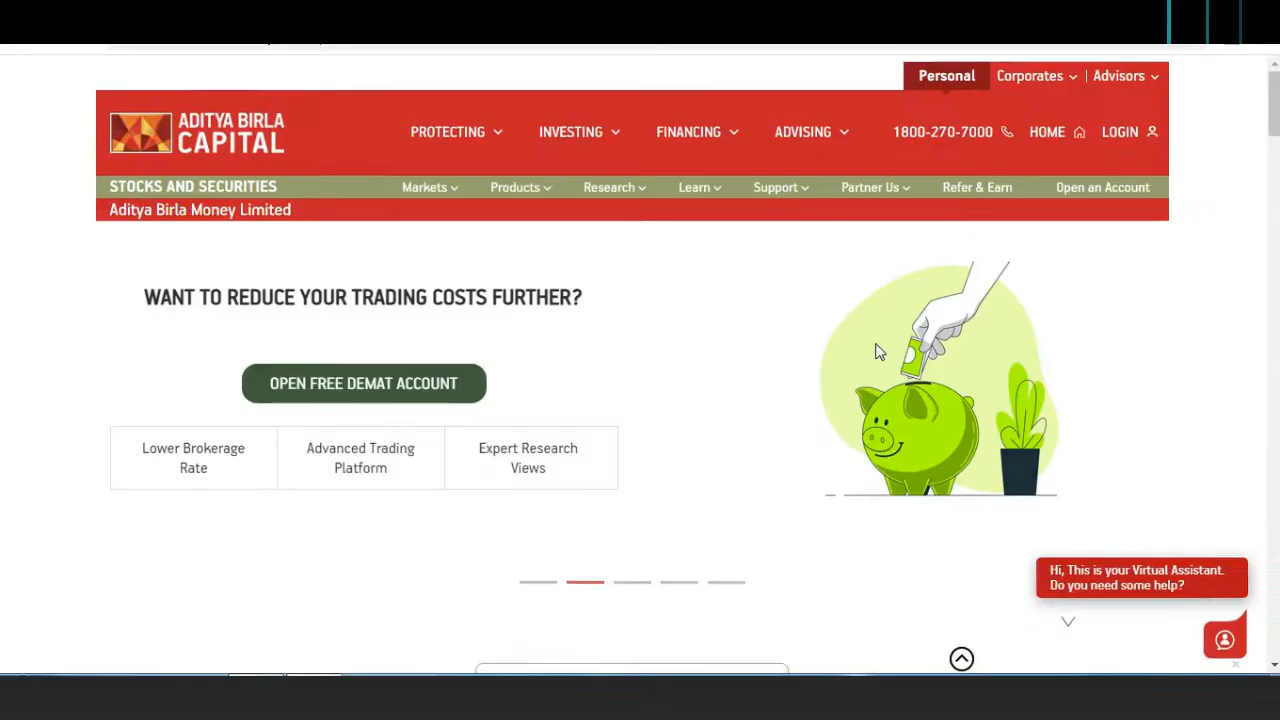 Personal Corporates | Advisors
ADITYA BIRLA
CAPITAL
PROTECTING INVESTING FINANCING ADVISING 1800-270-7000 HOME LOGIN
STOCKS AND SECURITIES Markets Products Research Learn Support Partner Us Refer & Earn Open an Account
Aditya Birla Money Limited
WANT TO REDUCE YOUR TRADING COSTS FURTHER?
OPEN FREE DEMAT ACCOUNT
Lower Brokerage
Rate
Advanced Trading
Platform
Expert Research
Views
Hi, This is your Virtual Assistant.
Do you need some help?